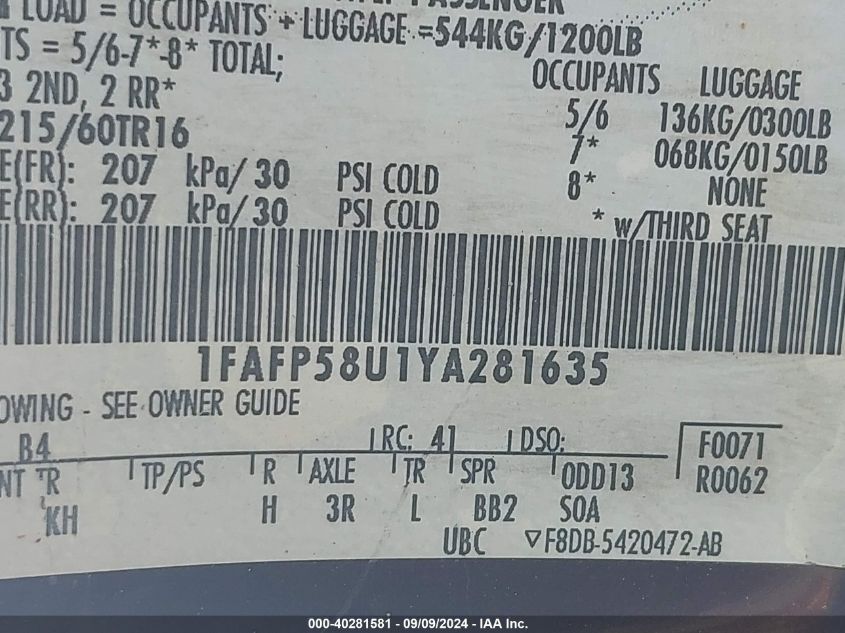 LOAD = OCCUPANTS + LUGGAGE =544KG/1200LB
TS = 5/6-7*-8* TOTAL;
3 2ND, 2 RR*
215/60TR16
E(FR): 207 kPa/ 30 PSI COLD
E(RR): 207 kPa/ 30 PSI COLD
OCCUPANTS LUGGAGE
5/6 136KG/0300LB
7* 068KG/0150LB
8* NONE
* w/THIRD SEAT
1FAFP58U1YA281635
OWING - SEE OWNER GUIDE
B4 RC: 41 DSO:
NT TR TP/PS R AXLE TR SPR ODD13
KH H 3R L BB2 SOA
F0071
R0062
UBC ▽F8DB-5420472-AB
000-40281581 - 09/09/2024 - IAA Inc.